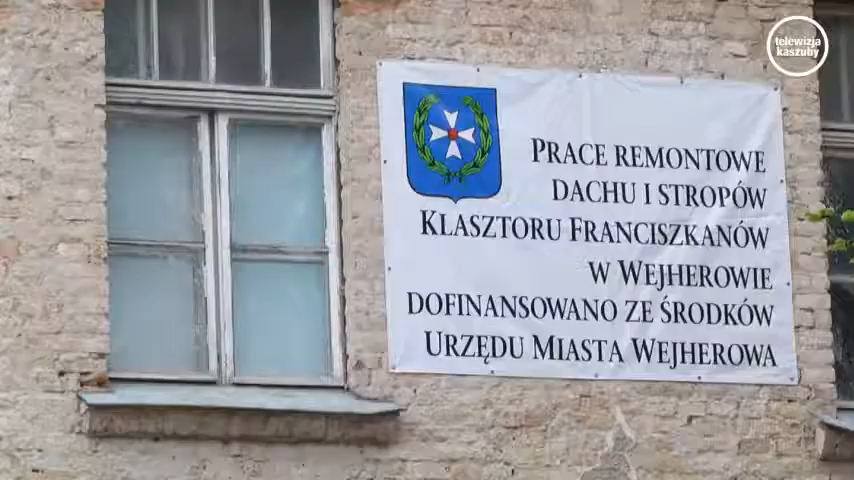 telewizja
kaszuby
PRACE REMONTOWE
DACHU I STROPÓW
KLASZTORU FRANCISZKANÓW
W WEJHEROWIE
DOFINANSOWANO ZE ŚRODKÓW
URZĘDU MIASTA WEJHEROWA